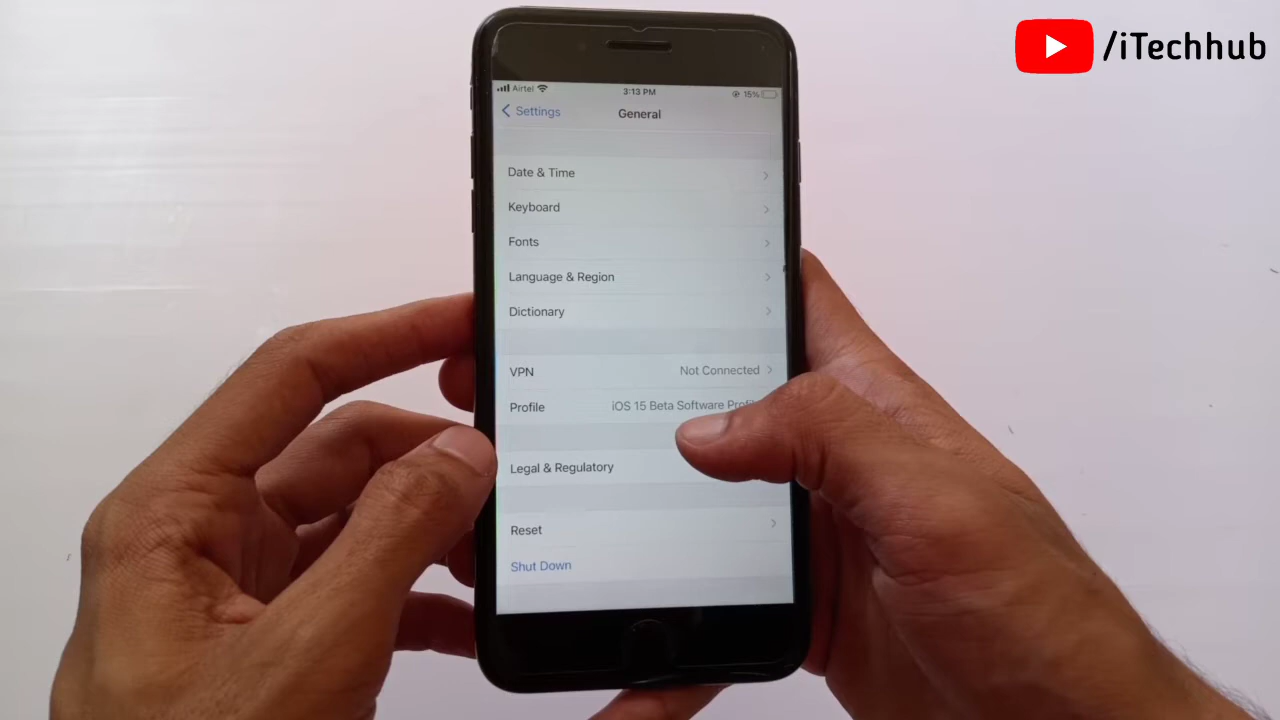 /iTechhub
Airtel 3:13 PM 15%
Settings General
Date & Time
Keyboard
Fonts
Language & Region
Dictionary
VPN Not Connected
Profile iOS 15 Beta Software
Legal & Regulatory
Reset
Shut Down